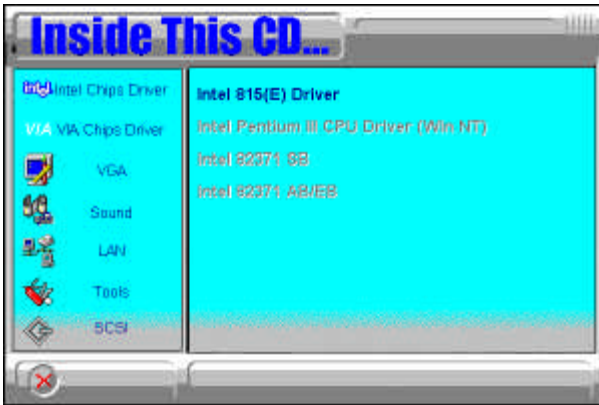 Inside This CD...
intel Intel Chips Driver
VIA VIA Chips Driver
VGA
Sound
LAN
Tools
SCSI
Intel 815(E) Driver
Intel Pentium III CPU Driver (Win NT)
Intel 82371 SB
Intel 82371 AB/EB